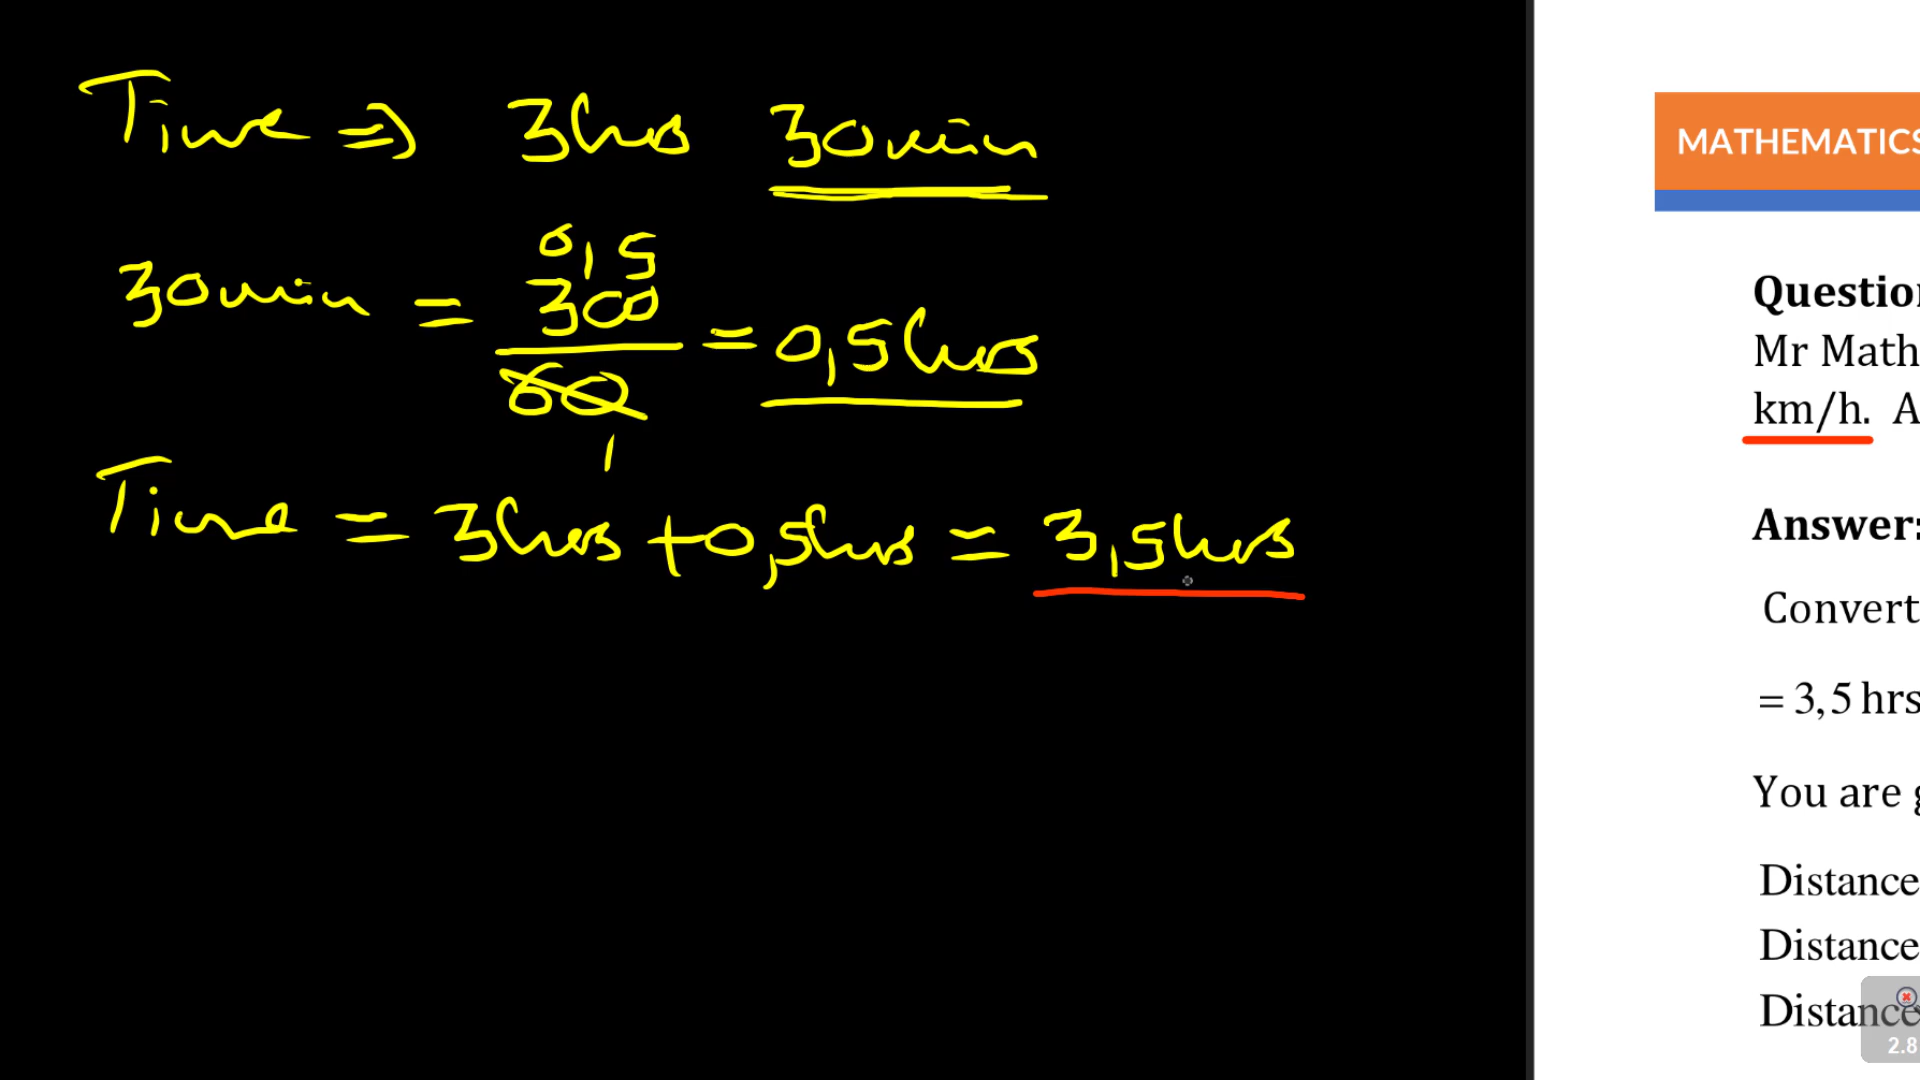 Time ⇒ 3hrs 30min
0,5
30min = 300/60 = 0,5hrs
1
Time = 3hrs + 0,5hrs = 3,5hrs
MATHEMATICS
Question
Mr Math
km/h. A
Answer:
Convert
= 3,5 hrs
You are g
Distance
Distance
Distance
2.8